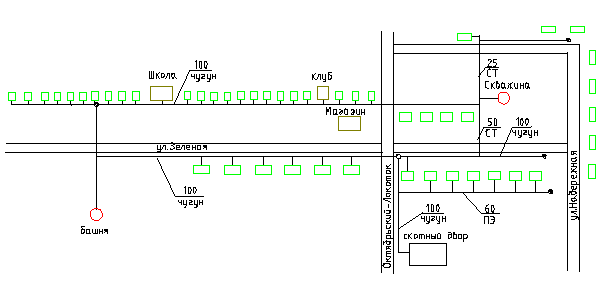 Школа
100
чугун
клуб
Магазин
25
СТ
Скважина
50
СТ
100
чугун
ул.Зеленая
100
чугун
башня
Октябрьский-Локоток
100
чугун
60
ПЭ
скотный двор
ул.Набережная